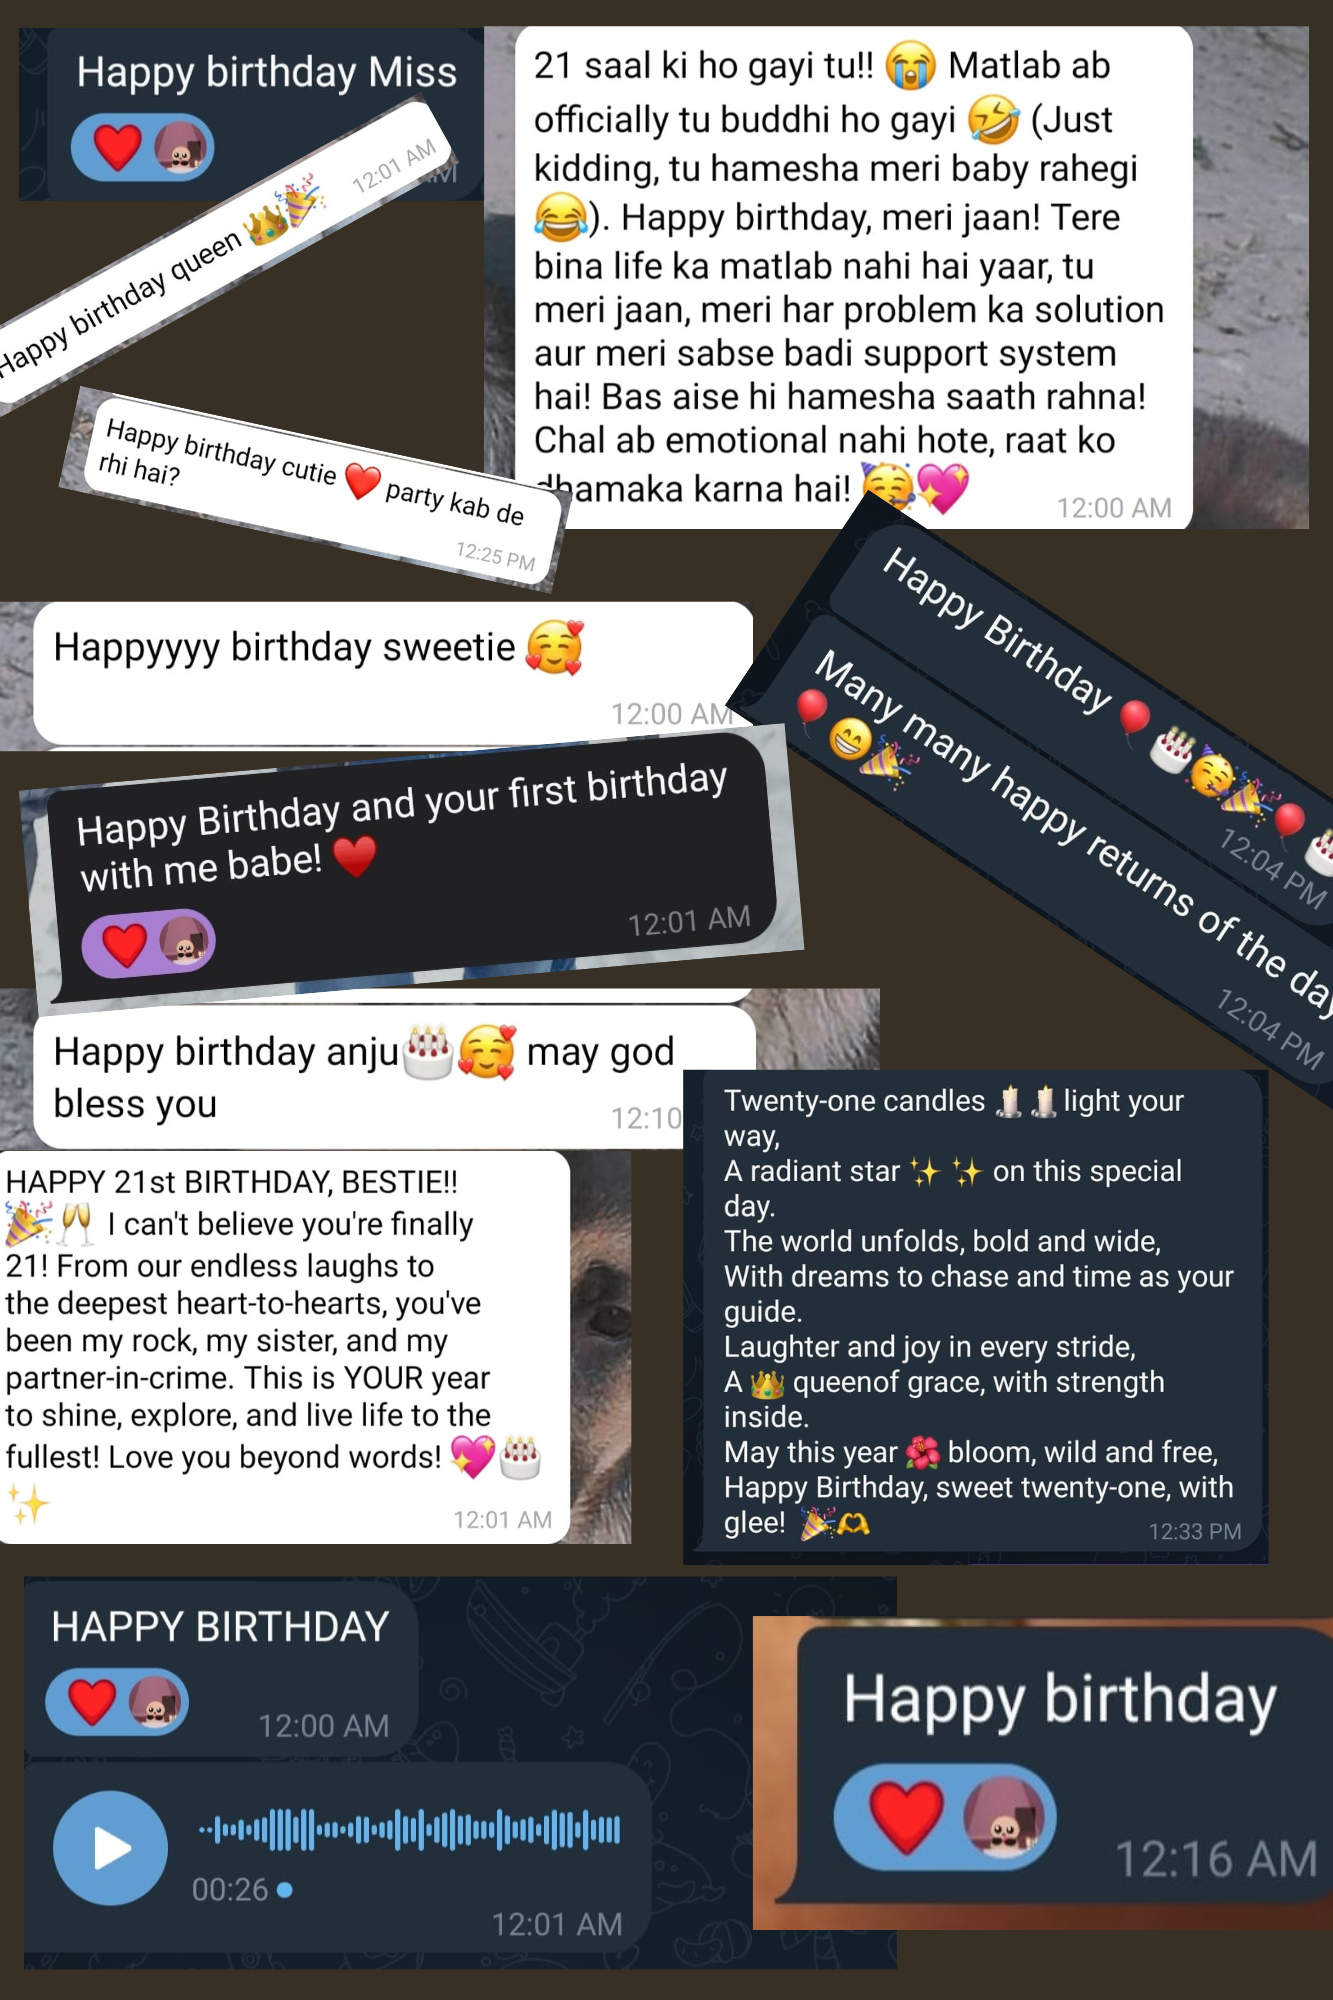 Happy birthday Miss
Happy birthday queen 👑🎉
12:01 AM
21 saal ki ho gayi tu!! 😭 Matlab ab
officially tu buddhi ho gayi 🤣 (Just
kidding, tu hamesha meri baby rahegi
😂). Happy birthday, meri jaan! Tere
bina life ka matlab nahi hai yaar, tu
meri jaan, meri har problem ka solution
aur meri sabse badi support system
hai! Bas aise hi hamesha saath rahna!
Chal ab emotional nahi hote, raat ko
dhamaka karna hai! 🥳💖
12:00 AM
Happy birthday cutie ❤️ party kab de
rhi hai?
12:25 PM
Happyyyy birthday sweetie 🥰
12:00 AM
Happy Birthday 🎈🎂🥳🎉🎈🎂
12:04 PM
Many many happy returns of the day
🎈😁🎉
12:04 PM
Happy Birthday and your first birthday
with me babe! ♥️
12:01 AM
Happy birthday anju🎂🥰 may god
bless you
12:10
HAPPY 21st BIRTHDAY, BESTIE!!
🎉🥂 I can't believe you're finally
21! From our endless laughs to
the deepest heart-to-hearts, you've
been my rock, my sister, and my
partner-in-crime. This is YOUR year
to shine, explore, and live life to the
fullest! Love you beyond words! 💖🎂
✨
12:01 AM
Twenty-one candles 🕯️🕯️light your
way,
A radiant star ✨ ✨ on this special
day.
The world unfolds, bold and wide,
With dreams to chase and time as your
guide.
Laughter and joy in every stride,
A 👑 queenof grace, with strength
inside.
May this year 🌺 bloom, wild and free,
Happy Birthday, sweet twenty-one, with
glee! 🎉🫶
12:33 PM
HAPPY BIRTHDAY
12:00 AM
00:26
12:01 AM
Happy birthday
12:16 AM